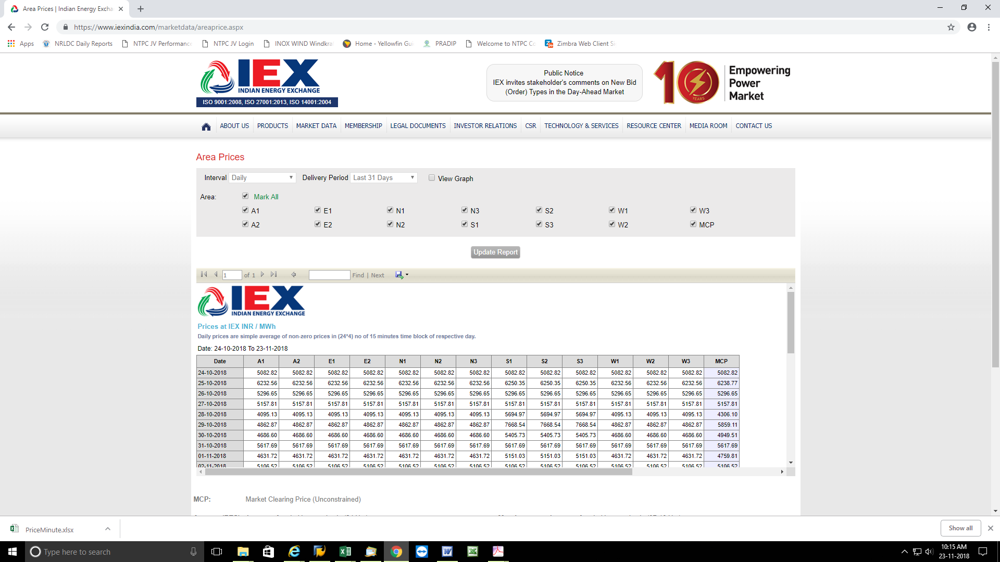 Area Prices | Indian Energy Excha
https://www.iexindia.com/marketdata/areaprice.aspx
Apps NRLDC Daily Reports NTPC JV Performance NTPC JV Login INOX WIND Windkra Home - Yellowfin Gui PRADIP Welcome to NTPC Co Zimbra Web Client Si
IEX
INDIAN ENERGY EXCHANGE
ISO 9001:2008, ISO 27001:2013, ISO 14001:2004
Public Notice
IEX invites stakeholder's comments on New Bid
(Order) Types in the Day-Ahead Market
10
YEARS
Empowering
Power
Market
ABOUT US PRODUCTS MARKET DATA MEMBERSHIP LEGAL DOCUMENTS INVESTOR RELATIONS CSR TECHNOLOGY & SERVICES RESOURCE CENTER MEDIA ROOM CONTACT US
Area Prices
Interval Daily Delivery Period Last 31 Days View Graph
Area: Mark All
A1 E1 N1 N3 S2 W1 W3
A2 E2 N2 S1 S3 W2 MCP
Update Report
1 of 1 Find | Next
IEX
INDIAN ENERGY EXCHANGE
Prices at IEX INR / MWh
Daily prices are simple average of non-zero prices in (24*4) no of 15 minutes time block of respective day.
Date: 24-10-2018 To 23-11-2018
Date A1 A2 E1 E2 N1 N2 N3 S1 S2 S3 W1 W2 W3 MCP
24-10-2018 5082.82 5082.82 5082.82 5082.82 5082.82 5082.82 5082.82 5082.82 5082.82 5082.82 5082.82 5082.82 5082.82 5082.82
25-10-2018 6232.56 6232.56 6232.56 6232.56 6232.56 6232.56 6232.56 6250.35 6250.35 6250.35 6232.56 6232.56 6232.56 6238.77
26-10-2018 5296.65 5296.65 5296.65 5296.65 5296.65 5296.65 5296.65 5296.65 5296.65 5296.65 5296.65 5296.65 5296.65 5296.65
27-10-2018 5157.81 5157.81 5157.81 5157.81 5157.81 5157.81 5157.81 5157.81 5157.81 5157.81 5157.81 5157.81 5157.81 5157.81
28-10-2018 4095.13 4095.13 4095.13 4095.13 4095.13 4095.13 4095.13 5694.97 5694.97 5694.97 4095.13 4095.13 4095.13 4306.10
29-10-2018 4862.87 4862.87 4862.87 4862.87 4862.87 4862.87 4862.87 7668.54 7668.54 7668.54 4862.87 4862.87 4862.87 5859.11
30-10-2018 4686.60 4686.60 4686.60 4686.60 4686.60 4686.60 4686.60 5405.73 5405.73 5405.73 4686.60 4686.60 4686.60 4949.51
31-10-2018 5617.69 5617.69 5617.69 5617.69 5617.69 5617.69 5617.69 5617.69 5617.69 5617.69 5617.69 5617.69 5617.69 5617.69
01-11-2018 4631.72 4631.72 4631.72 4631.72 4631.72 4631.72 4631.72 5151.03 5151.03 5151.03 4631.72 4631.72 4631.72 4759.81
02-11-2018 5106.52 5106.52 5106.52 5106.52 5106.52 5106.52 5106.52 5106.52 5106.52 5106.52 5106.52 5106.52 5106.52 5106.52
MCP: Market Clearing Price (Unconstrained)
PriceMinute.xlsx
Show all
Type here to search
10:15 AM
23-11-2018